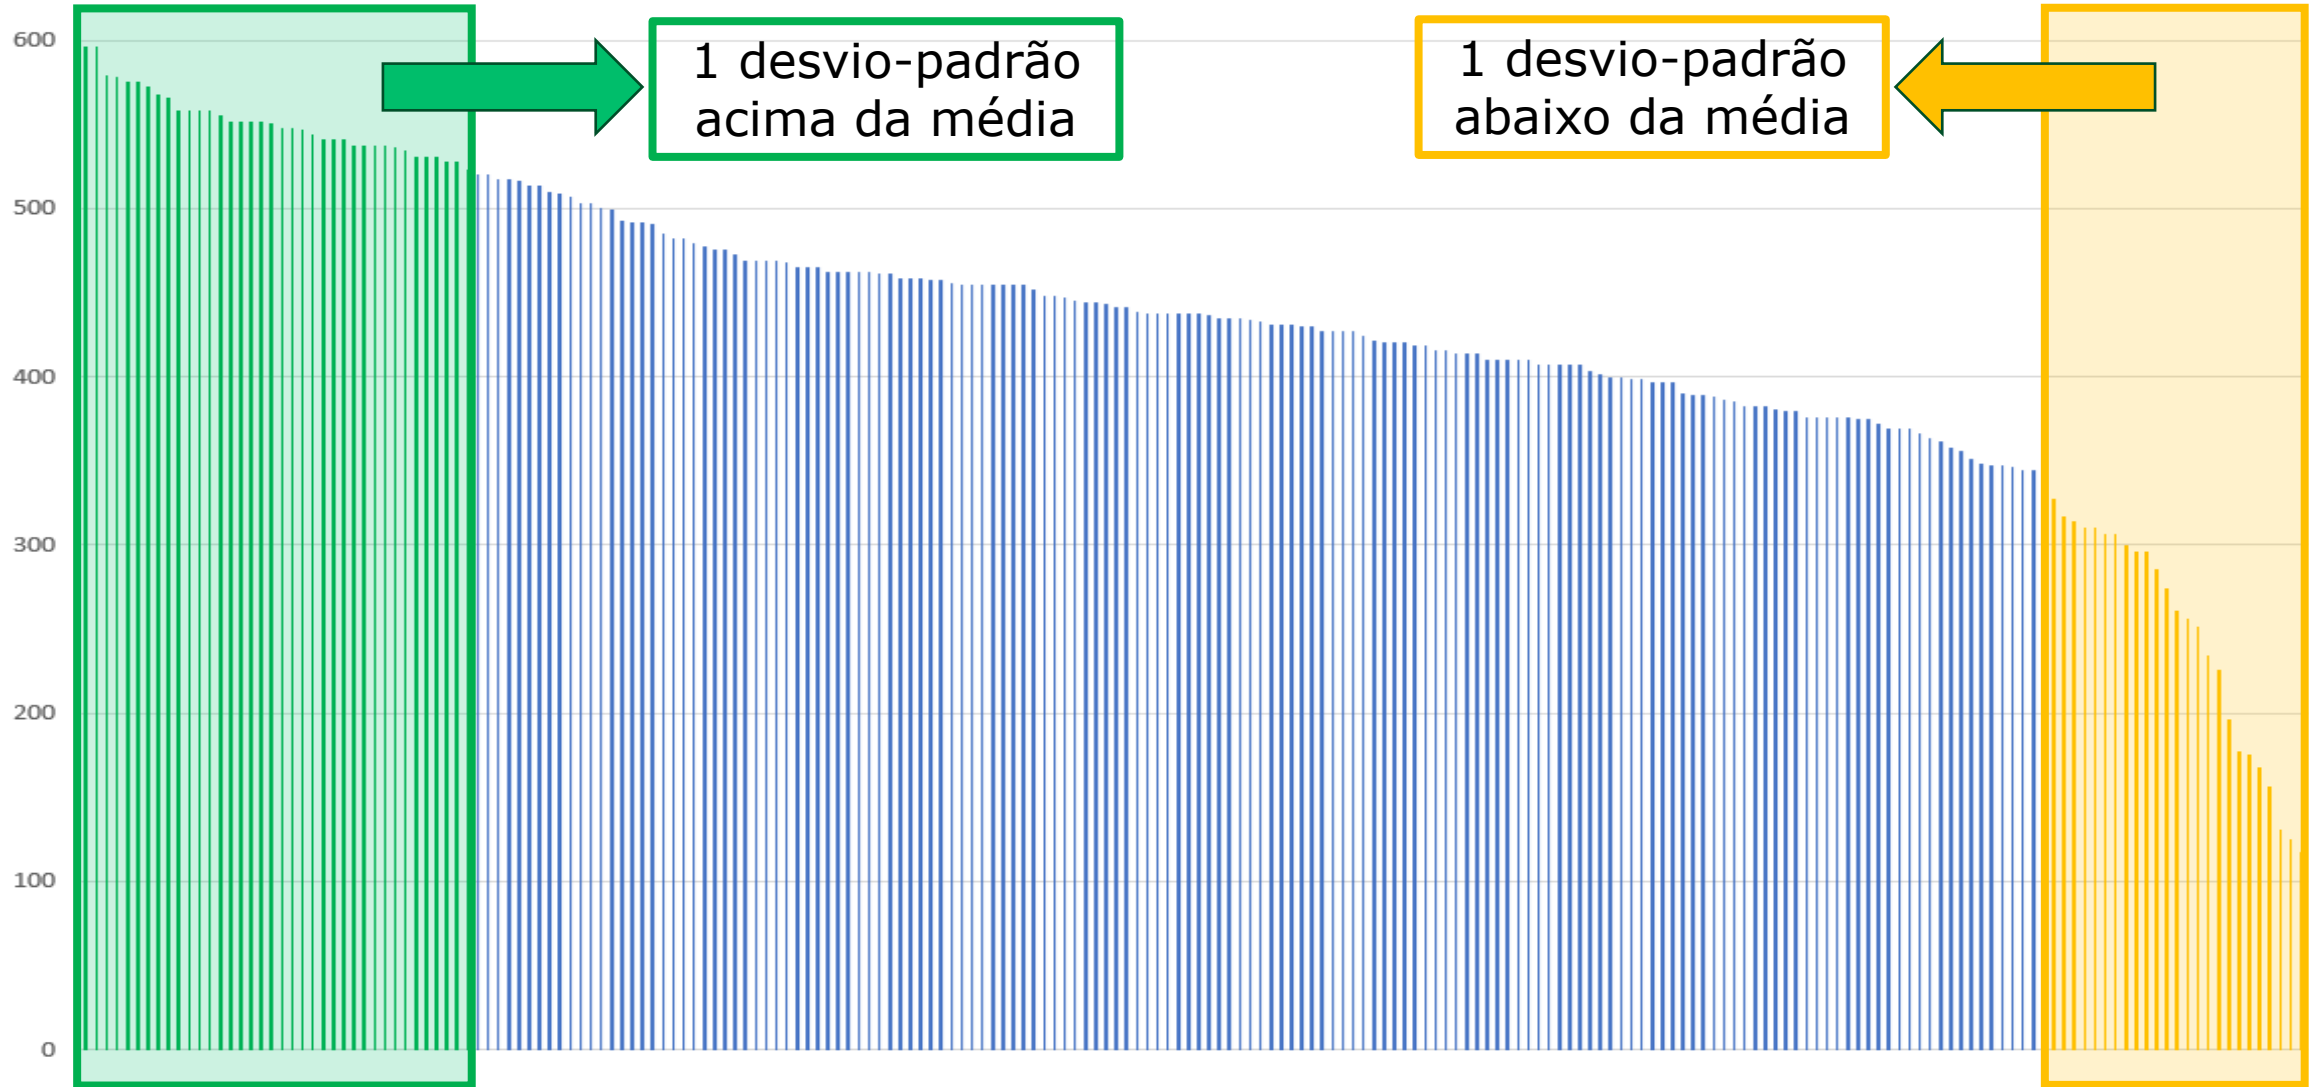 600
500
400
300
200
100
0
1 desvio-padrão
acima da média
1 desvio-padrão
abaixo da média